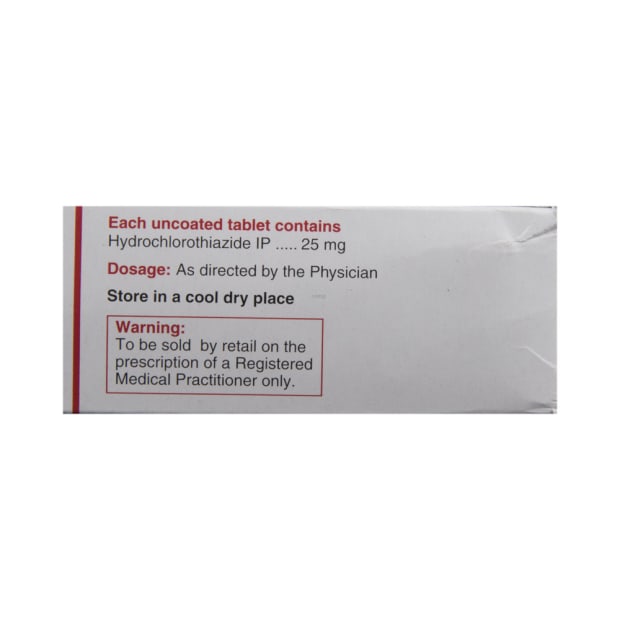 Each uncoated tablet contains
Hydrochlorothiazide IP ..... 25 mg
Dosage: As directed by the Physician
Store in a cool dry place
Warning:
To be sold by retail on the
prescription of a Registered
Medical Practitioner only.